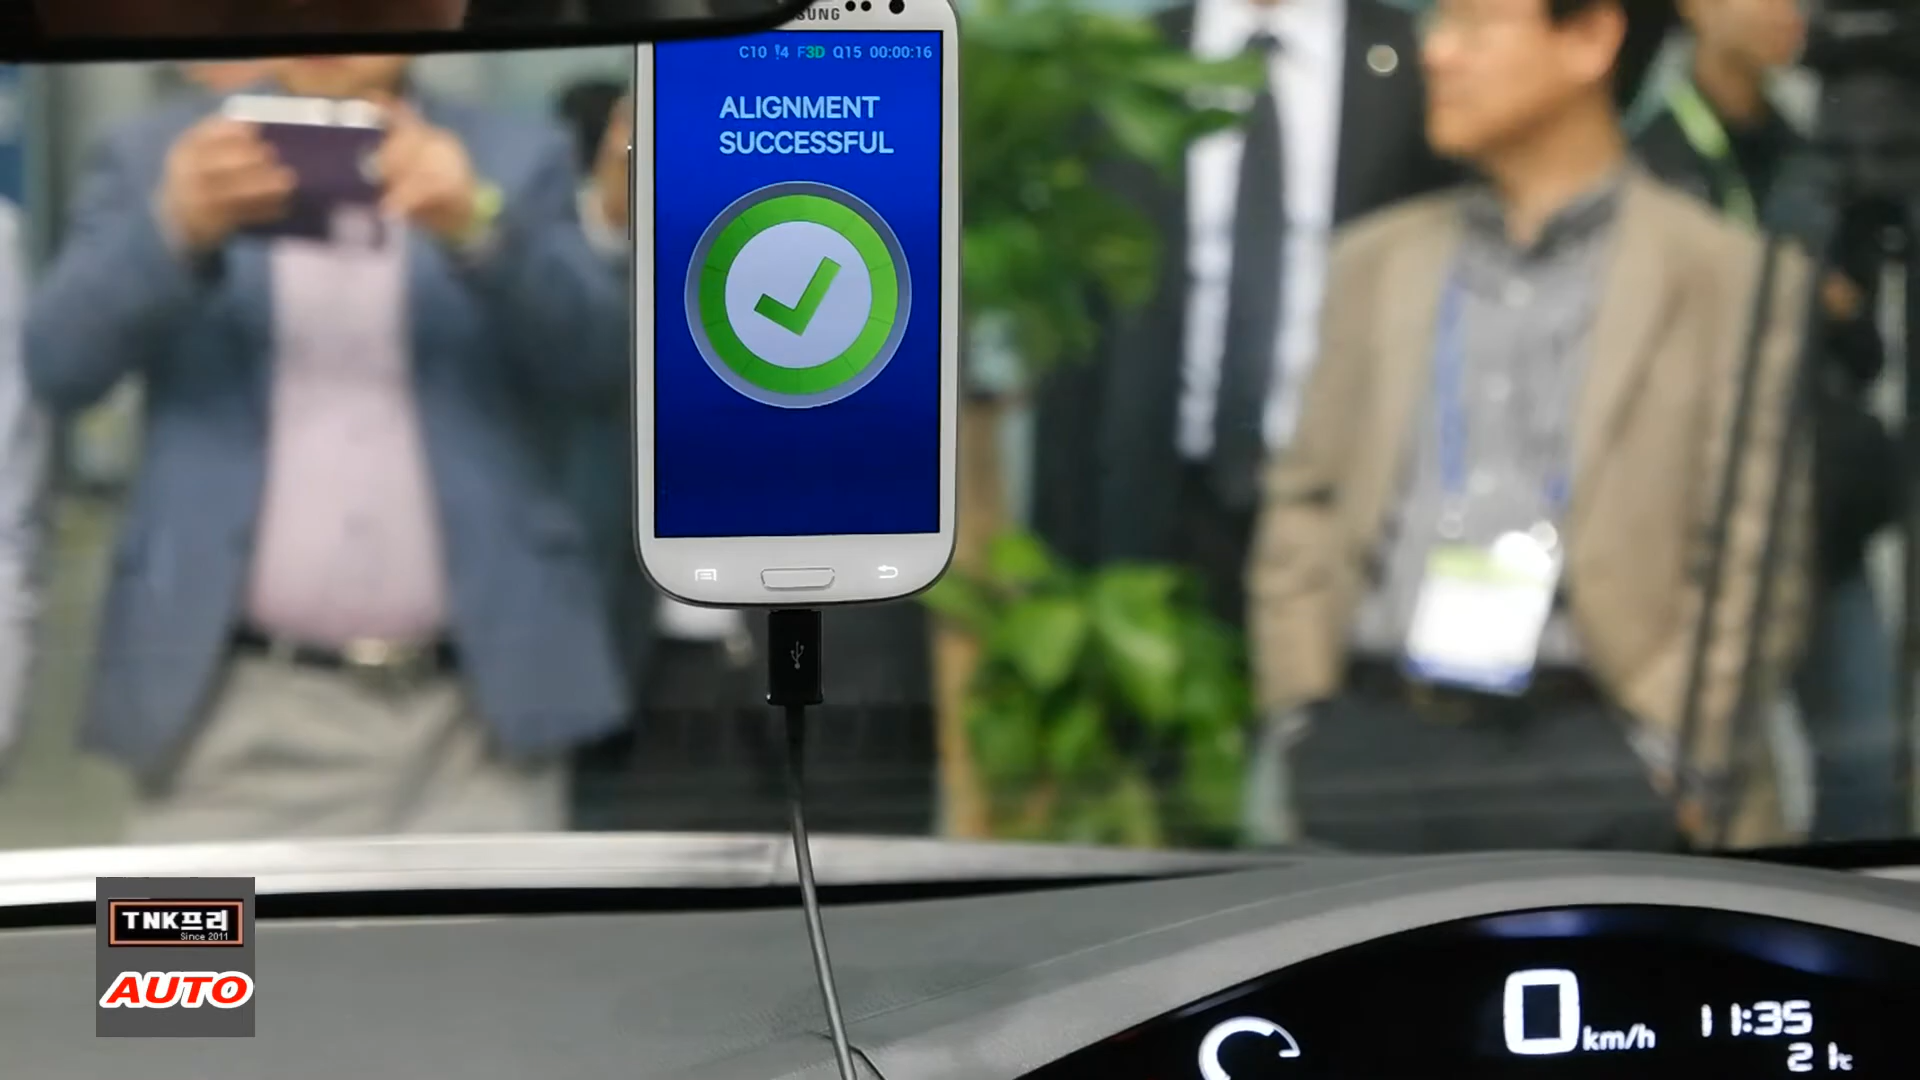 C10 4 F3D Q15 00:00:16
ALIGNMENT
SUCCESSFUL
TNK프리
Since 2011
AUTO
0 km/h
11:35